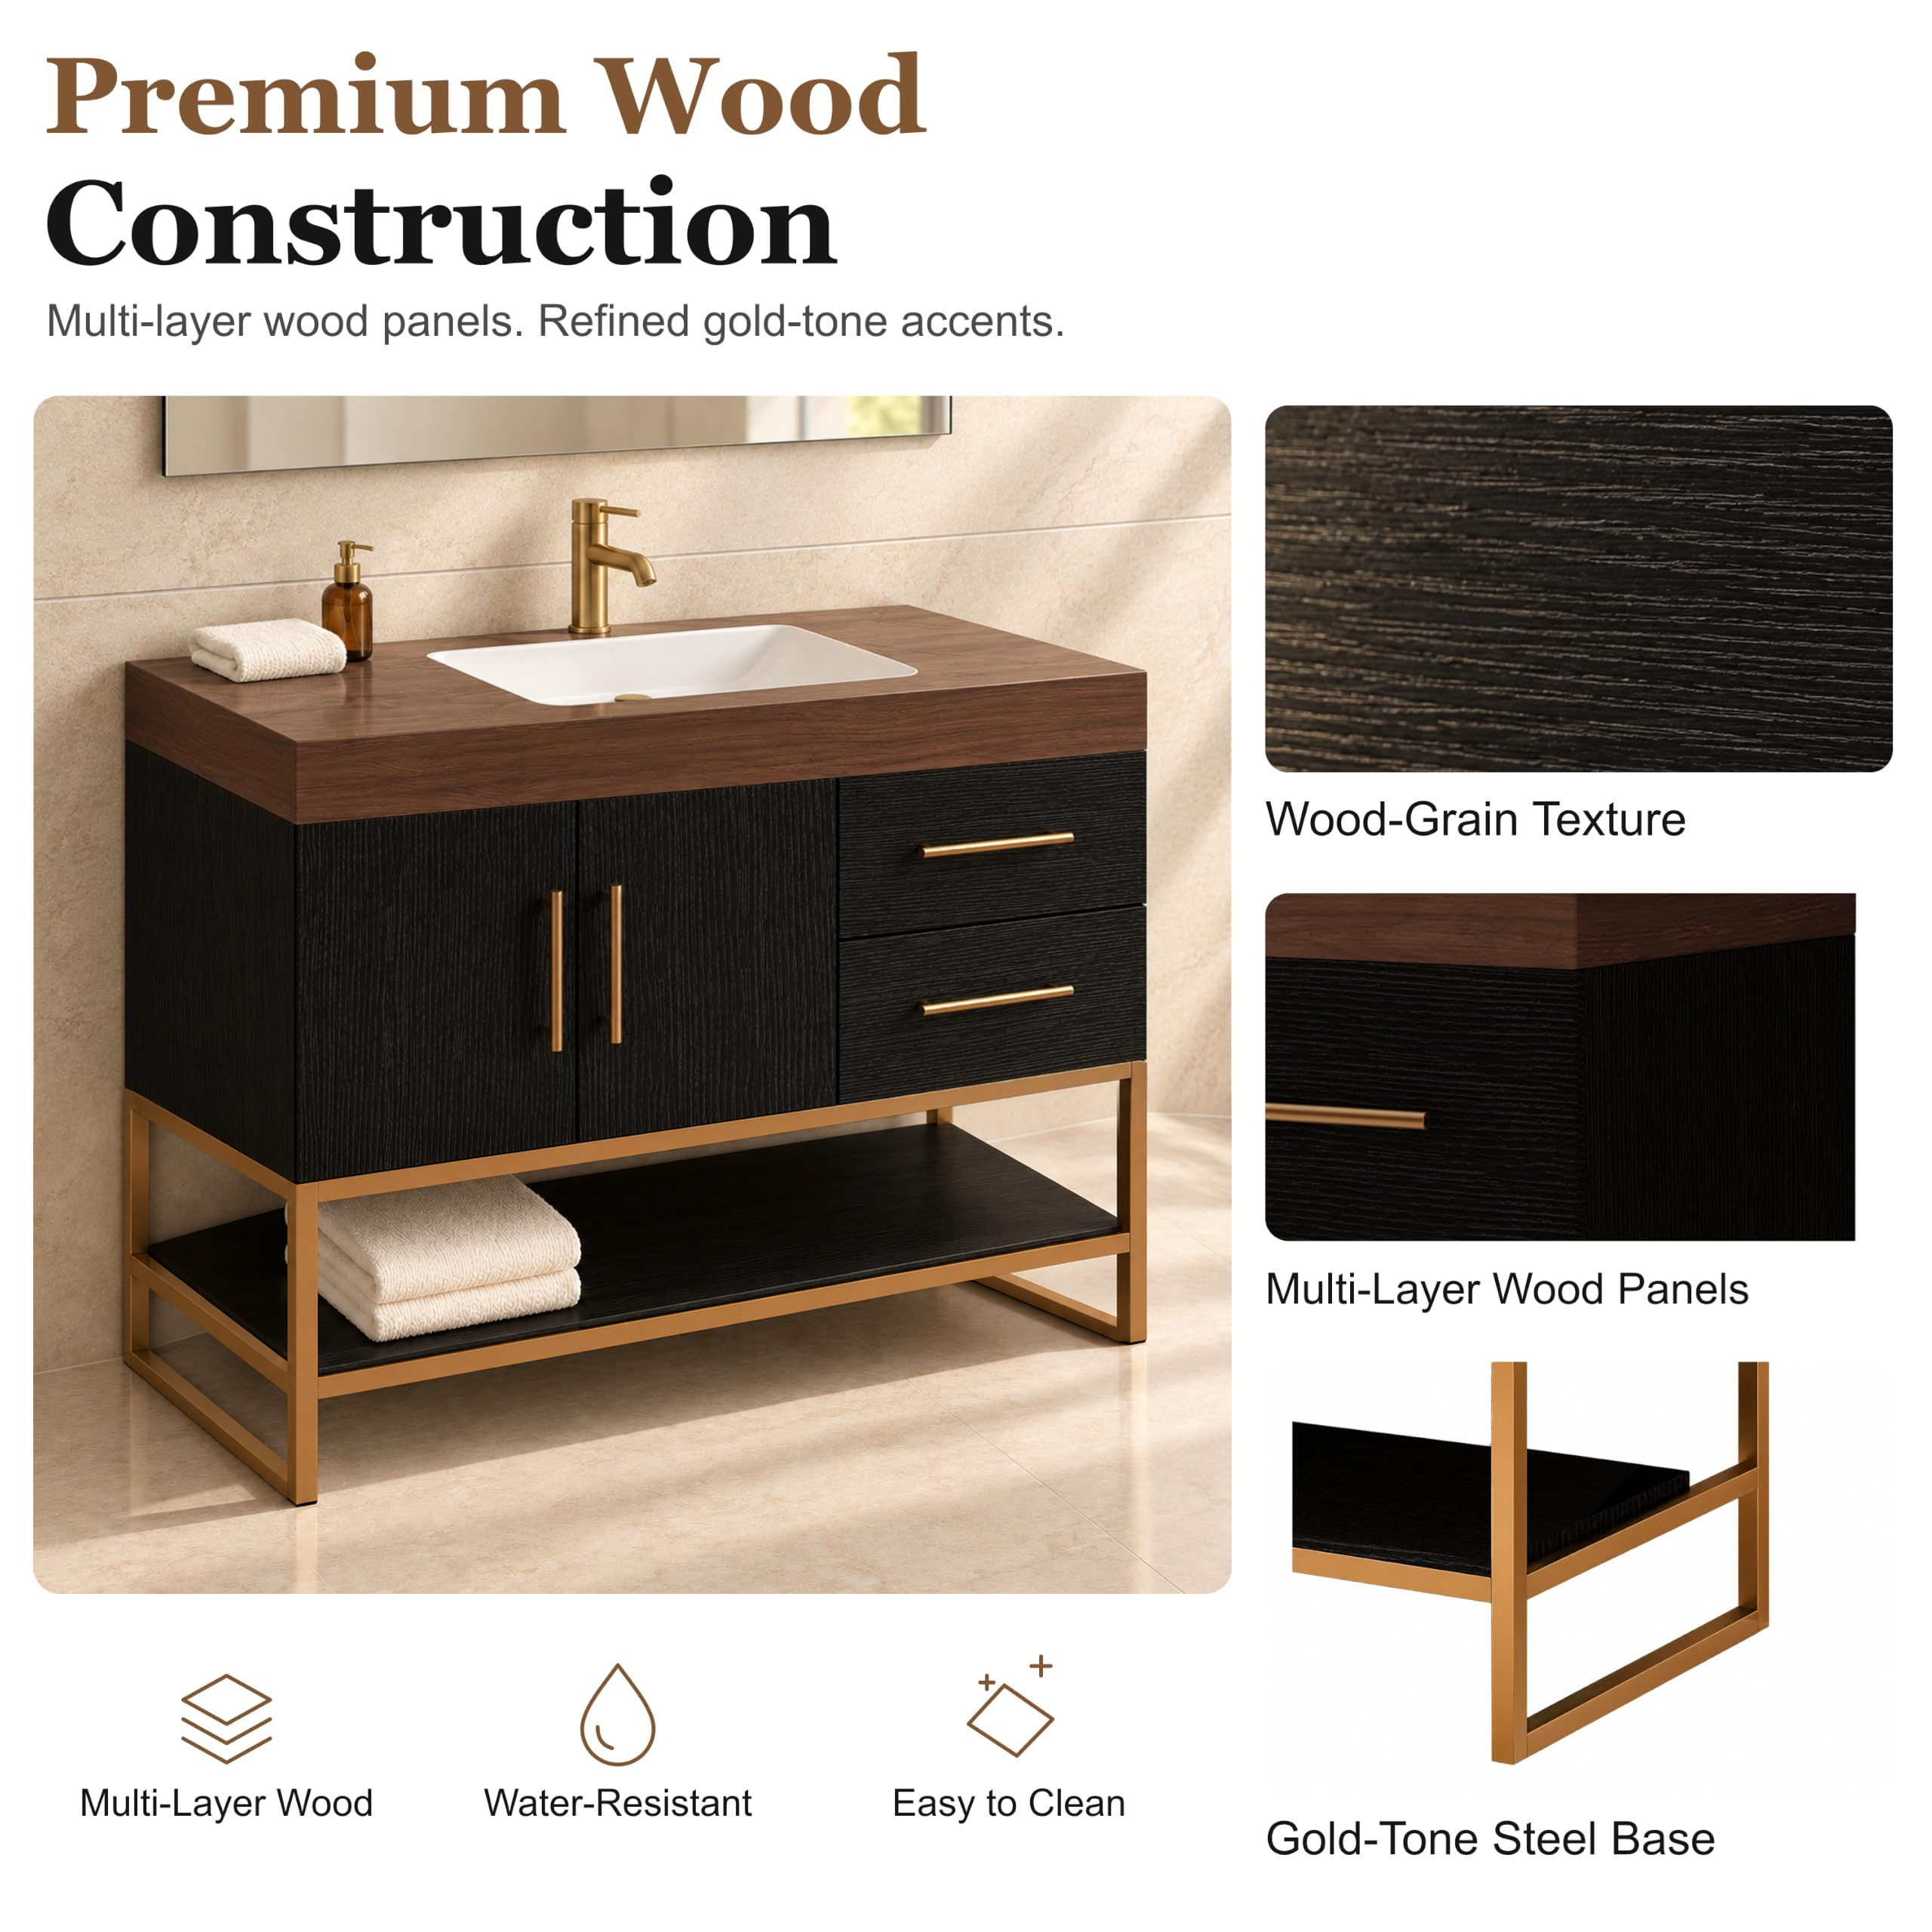 Premium Wood
Construction
Multi-layer wood panels. Refined gold-tone accents.
Wood-Grain Texture
Multi-Layer Wood Panels
Gold-Tone Steel Base
Multi-Layer Wood
Water-Resistant
Easy to Clean